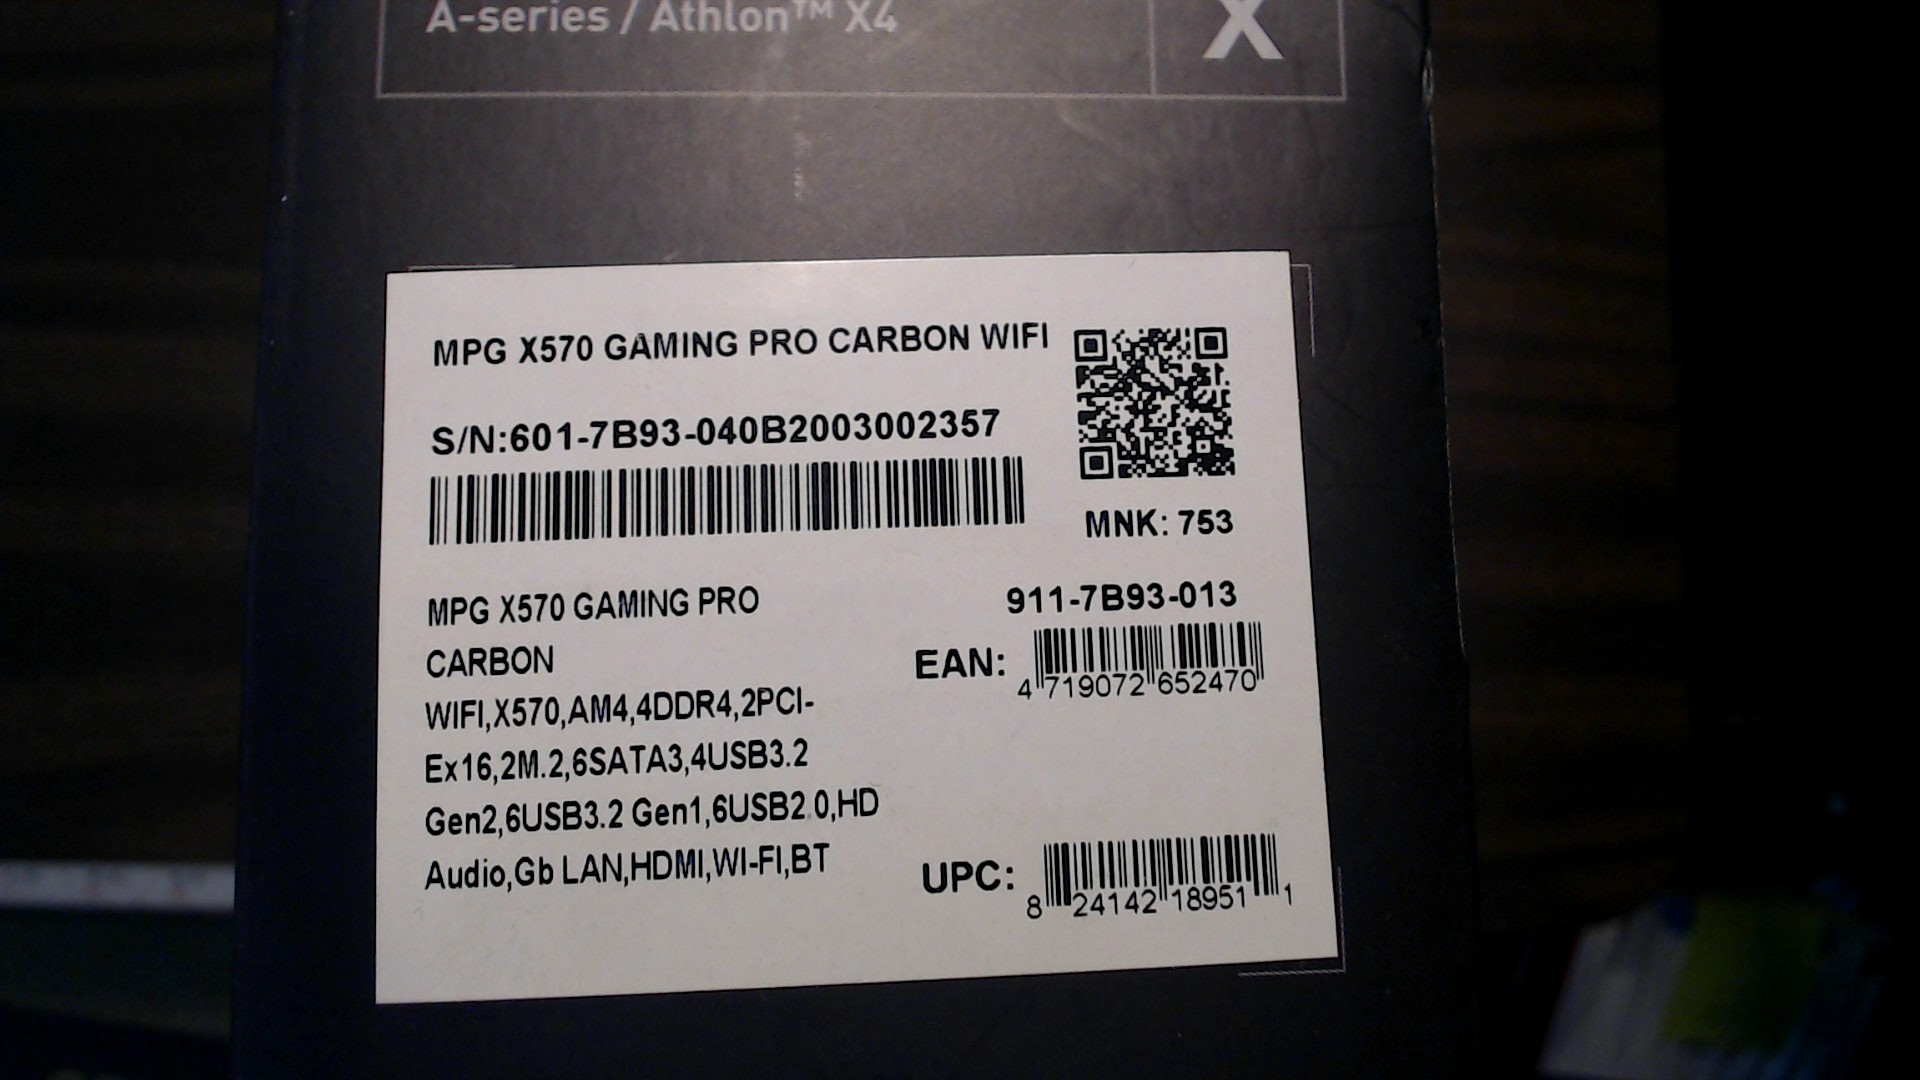 A-series / Athlon™ X4
X
MPG X570 GAMING PRO CARBON WIFI
S/N:601-7B93-040B2003002357
MNK: 753
MPG X570 GAMING PRO
CARBON
WIFI,X570,AM4,4DDR4,2PCI-
Ex16,2M.2,6SATA3,4USB3.2
Gen2,6USB3.2 Gen1,6USB2.0,HD
Audio,Gb LAN,HDMI,WI-FI,BT
911-7B93-013
EAN:
4 719072 652470
UPC:
8 24142 18951 1